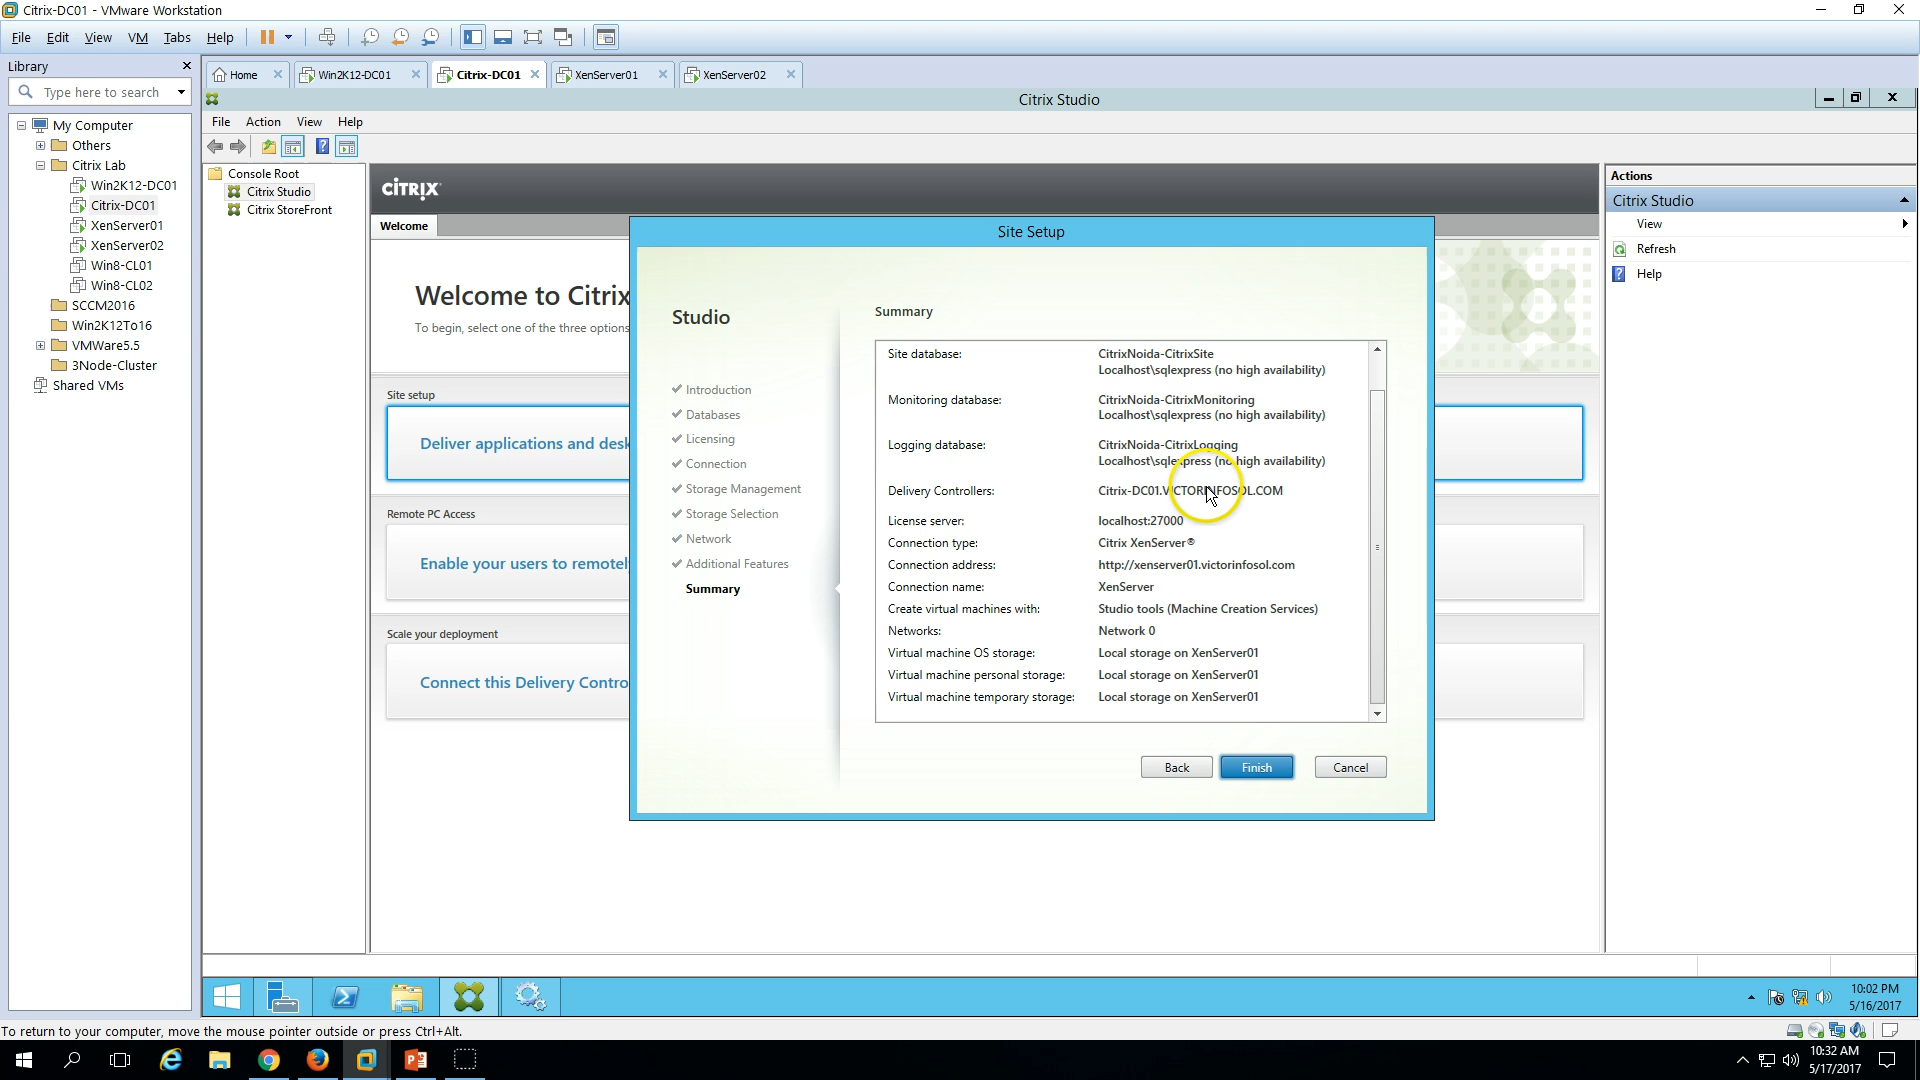 Citrix-DC01 - VMware Workstation
File Edit View VM Tabs Help
Library
Type here to search
My Computer
Others
Citrix Lab
Win2K12-DC01
Citrix-DC01
XenServer01
XenServer02
Win8-CL01
Win8-CL02
SCCM2016
Win2K12To16
VMWare5.5
3Node-Cluster
Shared VMs
Home Win2K12-DC01 Citrix-DC01 XenServer01 XenServer02
Citrix Studio
File Action View Help
Console Root
Citrix Studio
Citrix StoreFront
CITRIX
Welcome
Welcome to Citrix
To begin, select one of the three options
Site setup
Deliver applications and desk
Remote PC Access
Enable your users to remotel
Scale your deployment
Connect this Delivery Contro
Site Setup
Studio
Introduction
Databases
Licensing
Connection
Storage Management
Storage Selection
Network
Additional Features
Summary
Summary
Site database: CitrixNoida-CitrixSite
Localhost\sqlexpress (no high availability)
Monitoring database: CitrixNoida-CitrixMonitoring
Localhost\sqlexpress (no high availability)
Logging database: CitrixNoida-CitrixLogging
Localhost\sqlexpress (no high availability)
Delivery Controllers: Citrix-DC01.VICTORINFOSOL.COM
License server: localhost:27000
Connection type: Citrix XenServer®
Connection address: http://xenserver01.victorinfosol.com
Connection name: XenServer
Create virtual machines with: Studio tools (Machine Creation Services)
Networks: Network 0
Virtual machine OS storage: Local storage on XenServer01
Virtual machine personal storage: Local storage on XenServer01
Virtual machine temporary storage: Local storage on XenServer01
Back Finish Cancel
Actions
Citrix Studio
View
Refresh
Help
10:02 PM
5/16/2017
To return to your computer, move the mouse pointer outside or press Ctrl+Alt.
10:32 AM
5/17/2017